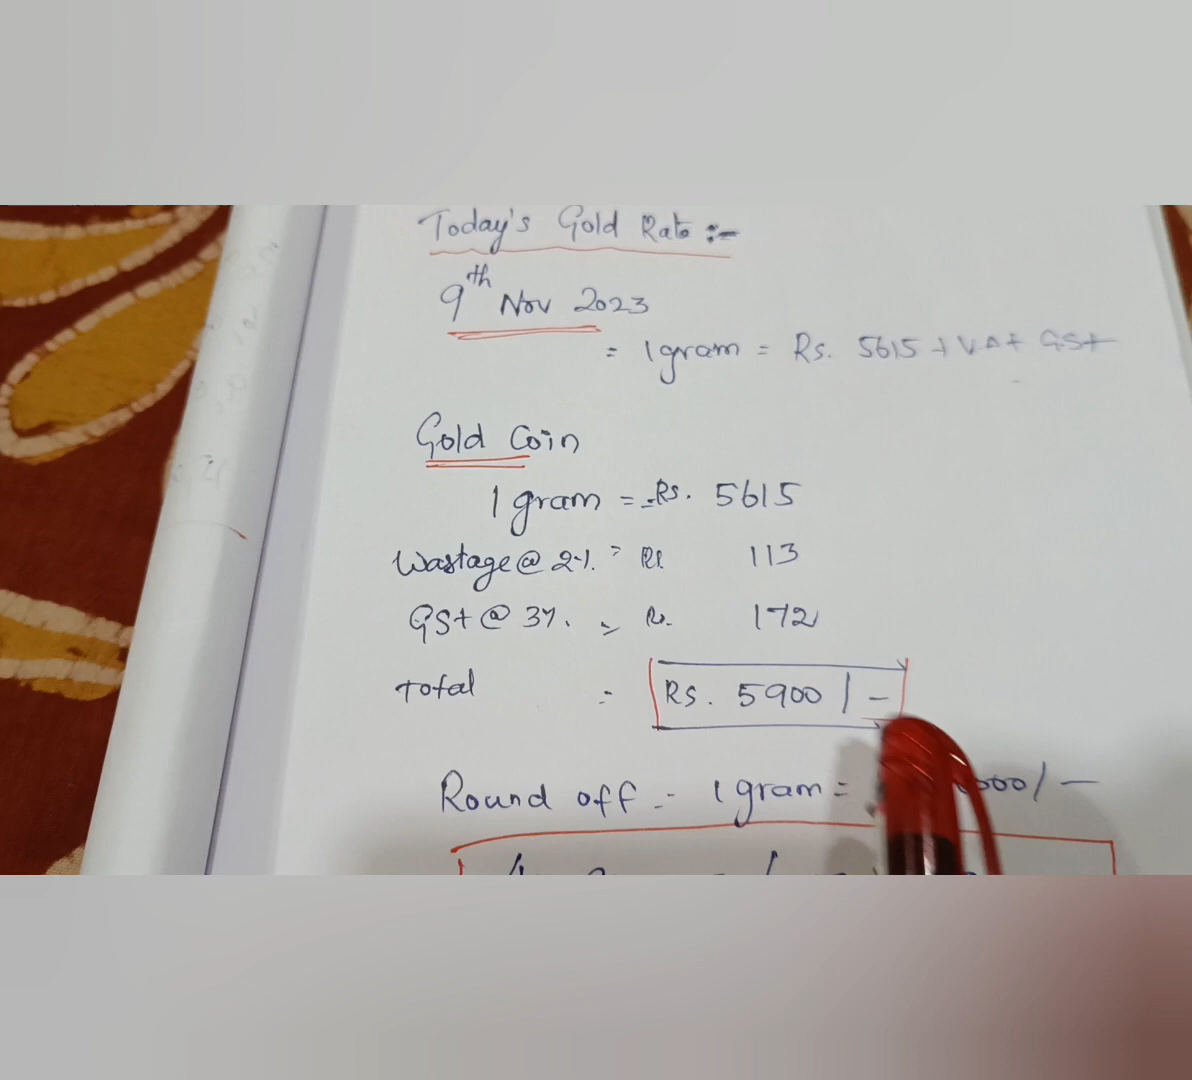 Today's Gold Rate :-
9th Nov 2023
= 1gram = Rs. 5615 + VA + GST
Gold Coin
1 gram = Rs. 5615
Wastage @ 2%. = Rs. 113
GST @ 3%. = Rs. 172
Total = Rs. 5900/-
Round off :- 1 gram = 000/-